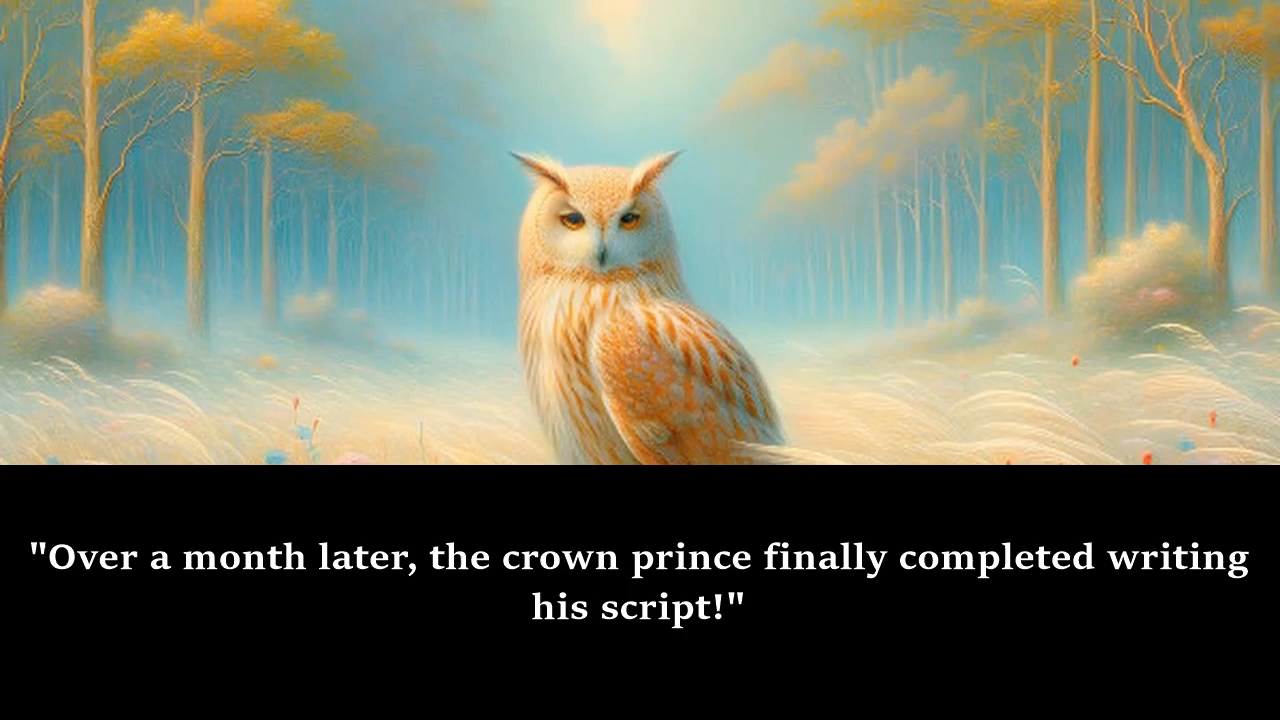 "Over a month later, the crown prince finally completed writing
his script!"